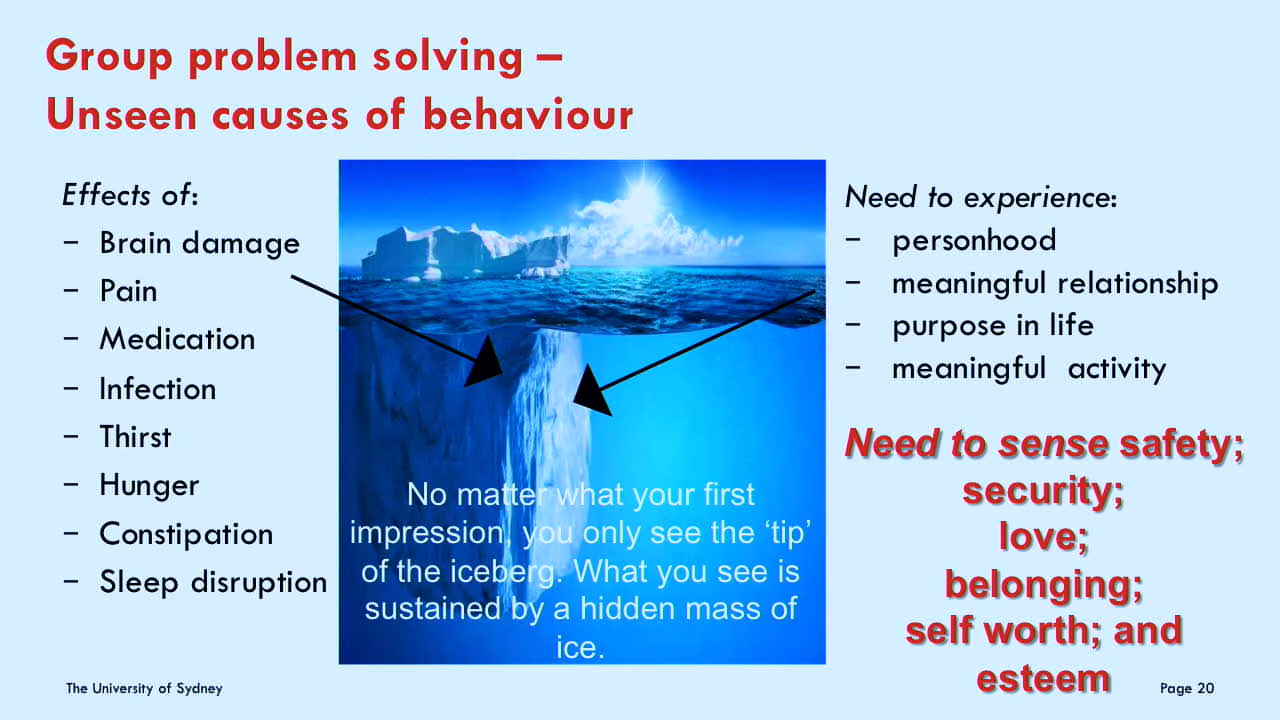 Group problem solving –
Unseen causes of behaviour
Effects of:
– Brain damage
– Pain
– Medication
– Infection
– Thirst
– Hunger
– Constipation
– Sleep disruption
No matter what your first
impression, you only see the ‘tip’
of the iceberg. What you see is
sustained by a hidden mass of
ice.
Need to experience:
– personhood
– meaningful relationship
– purpose in life
– meaningful activity
Need to sense safety;
security;
love;
belonging;
self worth; and
esteem
The University of Sydney
Page 20